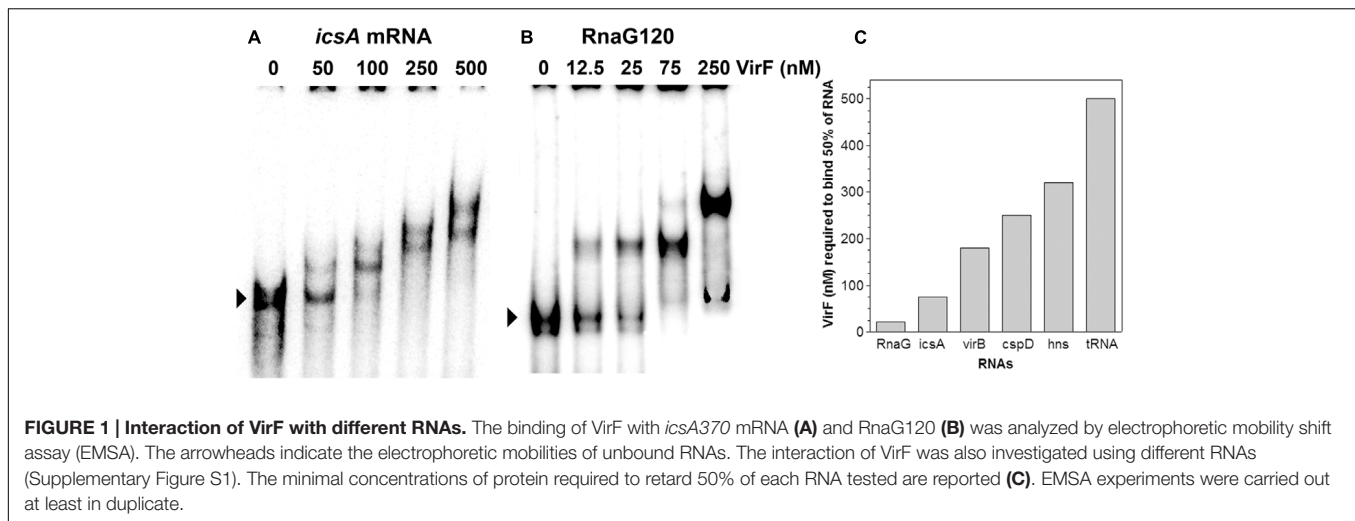 A
icsA mRNA
0 50 100 250 500
B
RnaG120
0 12.5 25 75 250 VirF (nM)
C
VirF (nM) required to bind 50% of RNA
500
400
300
200
100
0
RnaG icsA virB cspD hns tRNA
RNAs
FIGURE 1 | Interaction of VirF with different RNAs. The binding of VirF with icsA370 mRNA (A) and RnaG120 (B) was analyzed by electrophoretic mobility shift
assay (EMSA). The arrowheads indicate the electrophoretic mobilities of unbound RNAs. The interaction of VirF was also investigated using different RNAs
(Supplementary Figure S1). The minimal concentrations of protein required to retard 50% of each RNA tested are reported (C). EMSA experiments were carried out
at least in duplicate.